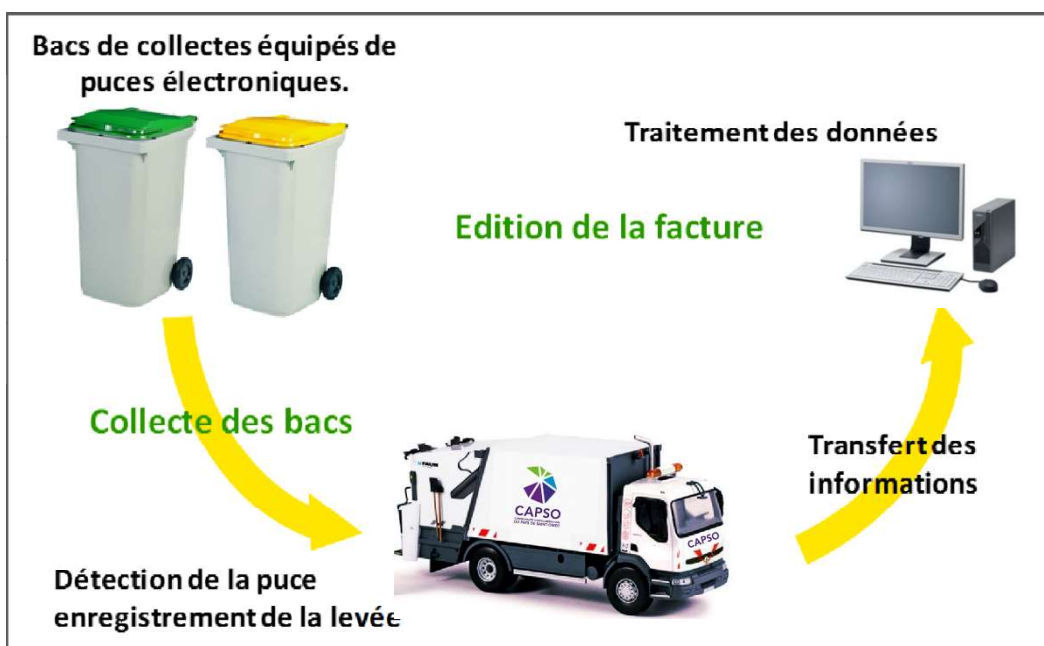 Bacs de collectes équipés de
puces électroniques.
Traitement des données
Edition de la facture
Collecte des bacs
Transfert des
informations
CAPSO
CAPSO
Détection de la puce
enregistrement de la levée